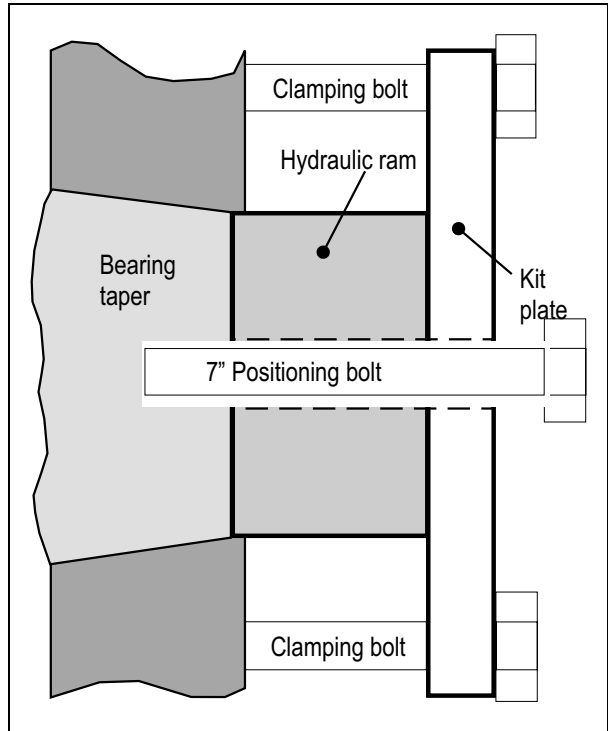 Clamping bolt
Hydraulic ram
Bearing
taper
Kit
plate
7” Positioning bolt
Clamping bolt